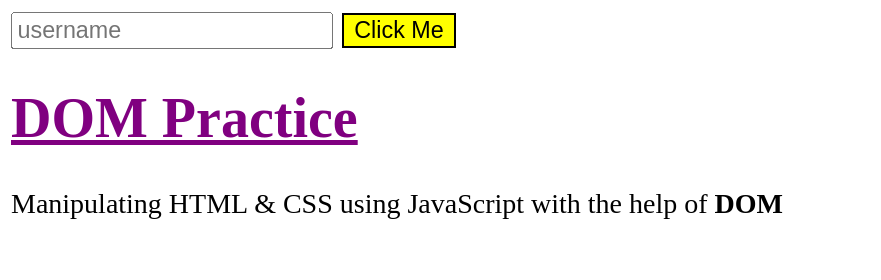 username Click Me
DOM Practice
Manipulating HTML & CSS using JavaScript with the help of DOM